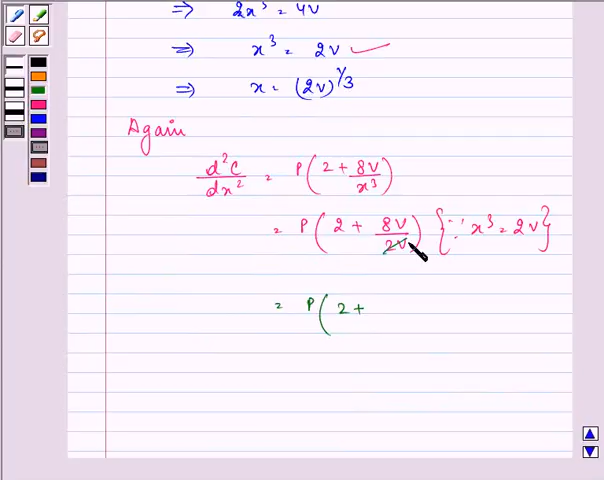 ⇒ 2x³ = 4V
⇒ x³ = 2V ✓
⇒ x = (2V)^1/3
Again
d²C/dx² = P(2 + 8V/x³)
= P(2 + 8V/2V) {∵ x³ = 2V}
= P(2 +